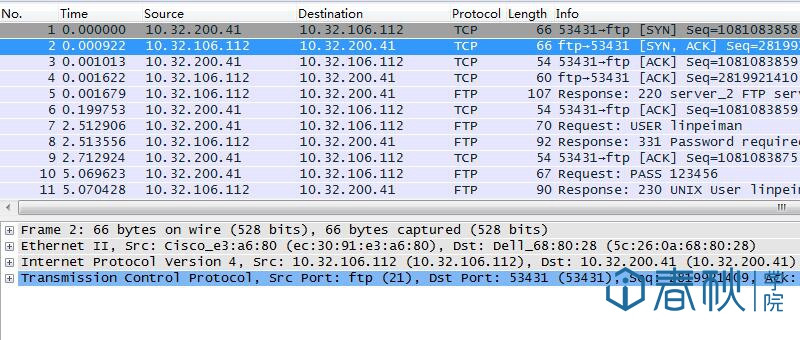 No. Time Source Destination Protocol Length Info
1 0.000000 10.32.200.41 10.32.106.112 TCP 66 53431→ftp [SYN] Seq=1081083858
2 0.000922 10.32.106.112 10.32.200.41 TCP 66 ftp→53431 [SYN, ACK] Seq=28199
3 0.001013 10.32.200.41 10.32.106.112 TCP 54 53431→ftp [ACK] Seq=1081083859
4 0.001622 10.32.106.112 10.32.200.41 TCP 60 ftp→53431 [ACK] Seq=2819921410
5 0.001679 10.32.106.112 10.32.200.41 FTP 107 Response: 220 server_2 FTP ser
6 0.199753 10.32.200.41 10.32.106.112 TCP 54 53431→ftp [ACK] Seq=1081083859
7 2.512906 10.32.200.41 10.32.106.112 FTP 70 Request: USER linpeiman
8 2.513556 10.32.106.112 10.32.200.41 FTP 92 Response: 331 Password require
9 2.712924 10.32.200.41 10.32.106.112 TCP 54 53431→ftp [ACK] Seq=1081083875
10 5.069623 10.32.200.41 10.32.106.112 FTP 67 Request: PASS 123456
11 5.070428 10.32.106.112 10.32.200.41 FTP 90 Response: 230 UNIX User linpei
Frame 2: 66 bytes on wire (528 bits), 66 bytes captured (528 bits)
Ethernet II, Src: Cisco_e3:a6:80 (ec:30:91:e3:a6:80), Dst: Dell_68:80:28 (5c:26:0a:68:80:28)
Internet Protocol Version 4, Src: 10.32.106.112 (10.32.106.112), Dst: 10.32.200.41 (10.32.200.41)
Transmission Control Protocol, Src Port: ftp (21), Dst Port: 53431 (53431), Seq: 2819921409, Ack:
春秋学院